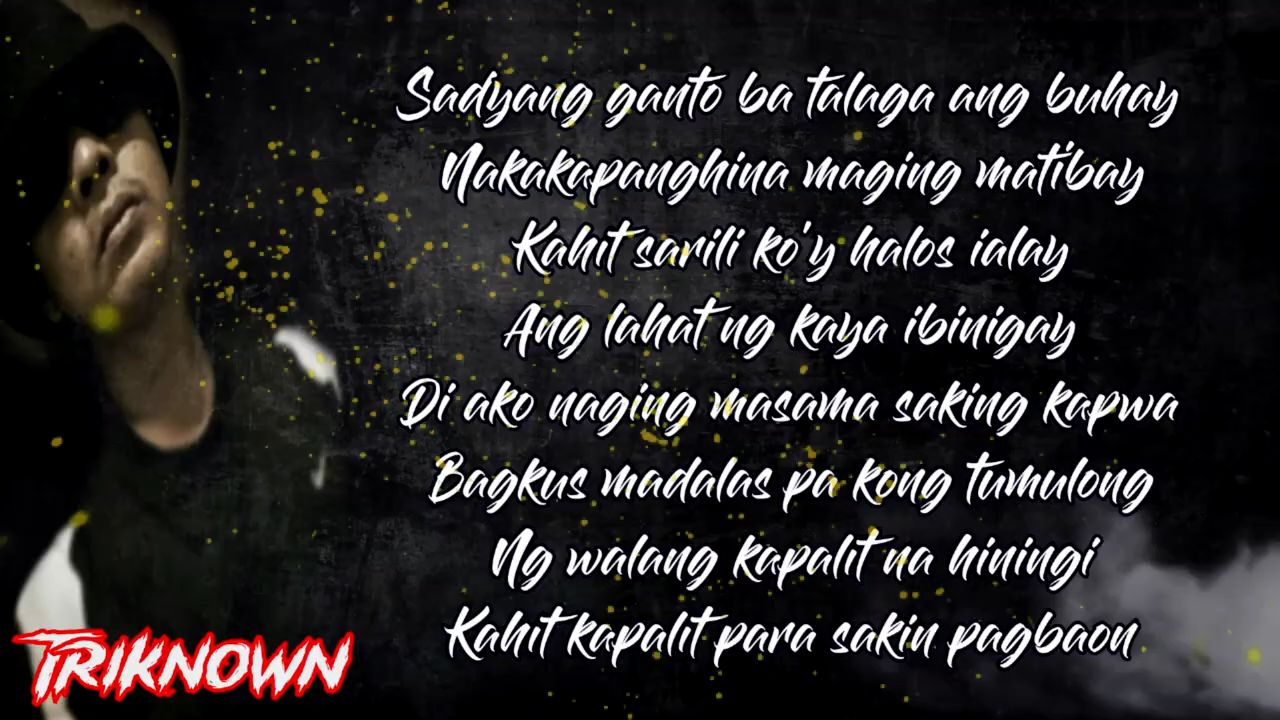 Sadyang ganto ba talaga ang buhay
Nakakapanghina maging matibay
Kahit sarili ko'y halos ialay
Ang lahat ng kaya ibinigay
Di ako naging masama saking kapwa
Bagkus madalas pa kong tumulong
Ng walang kapalit na hiningi
Kahit kapalit para sakin pagbaon
TRIKNOWN